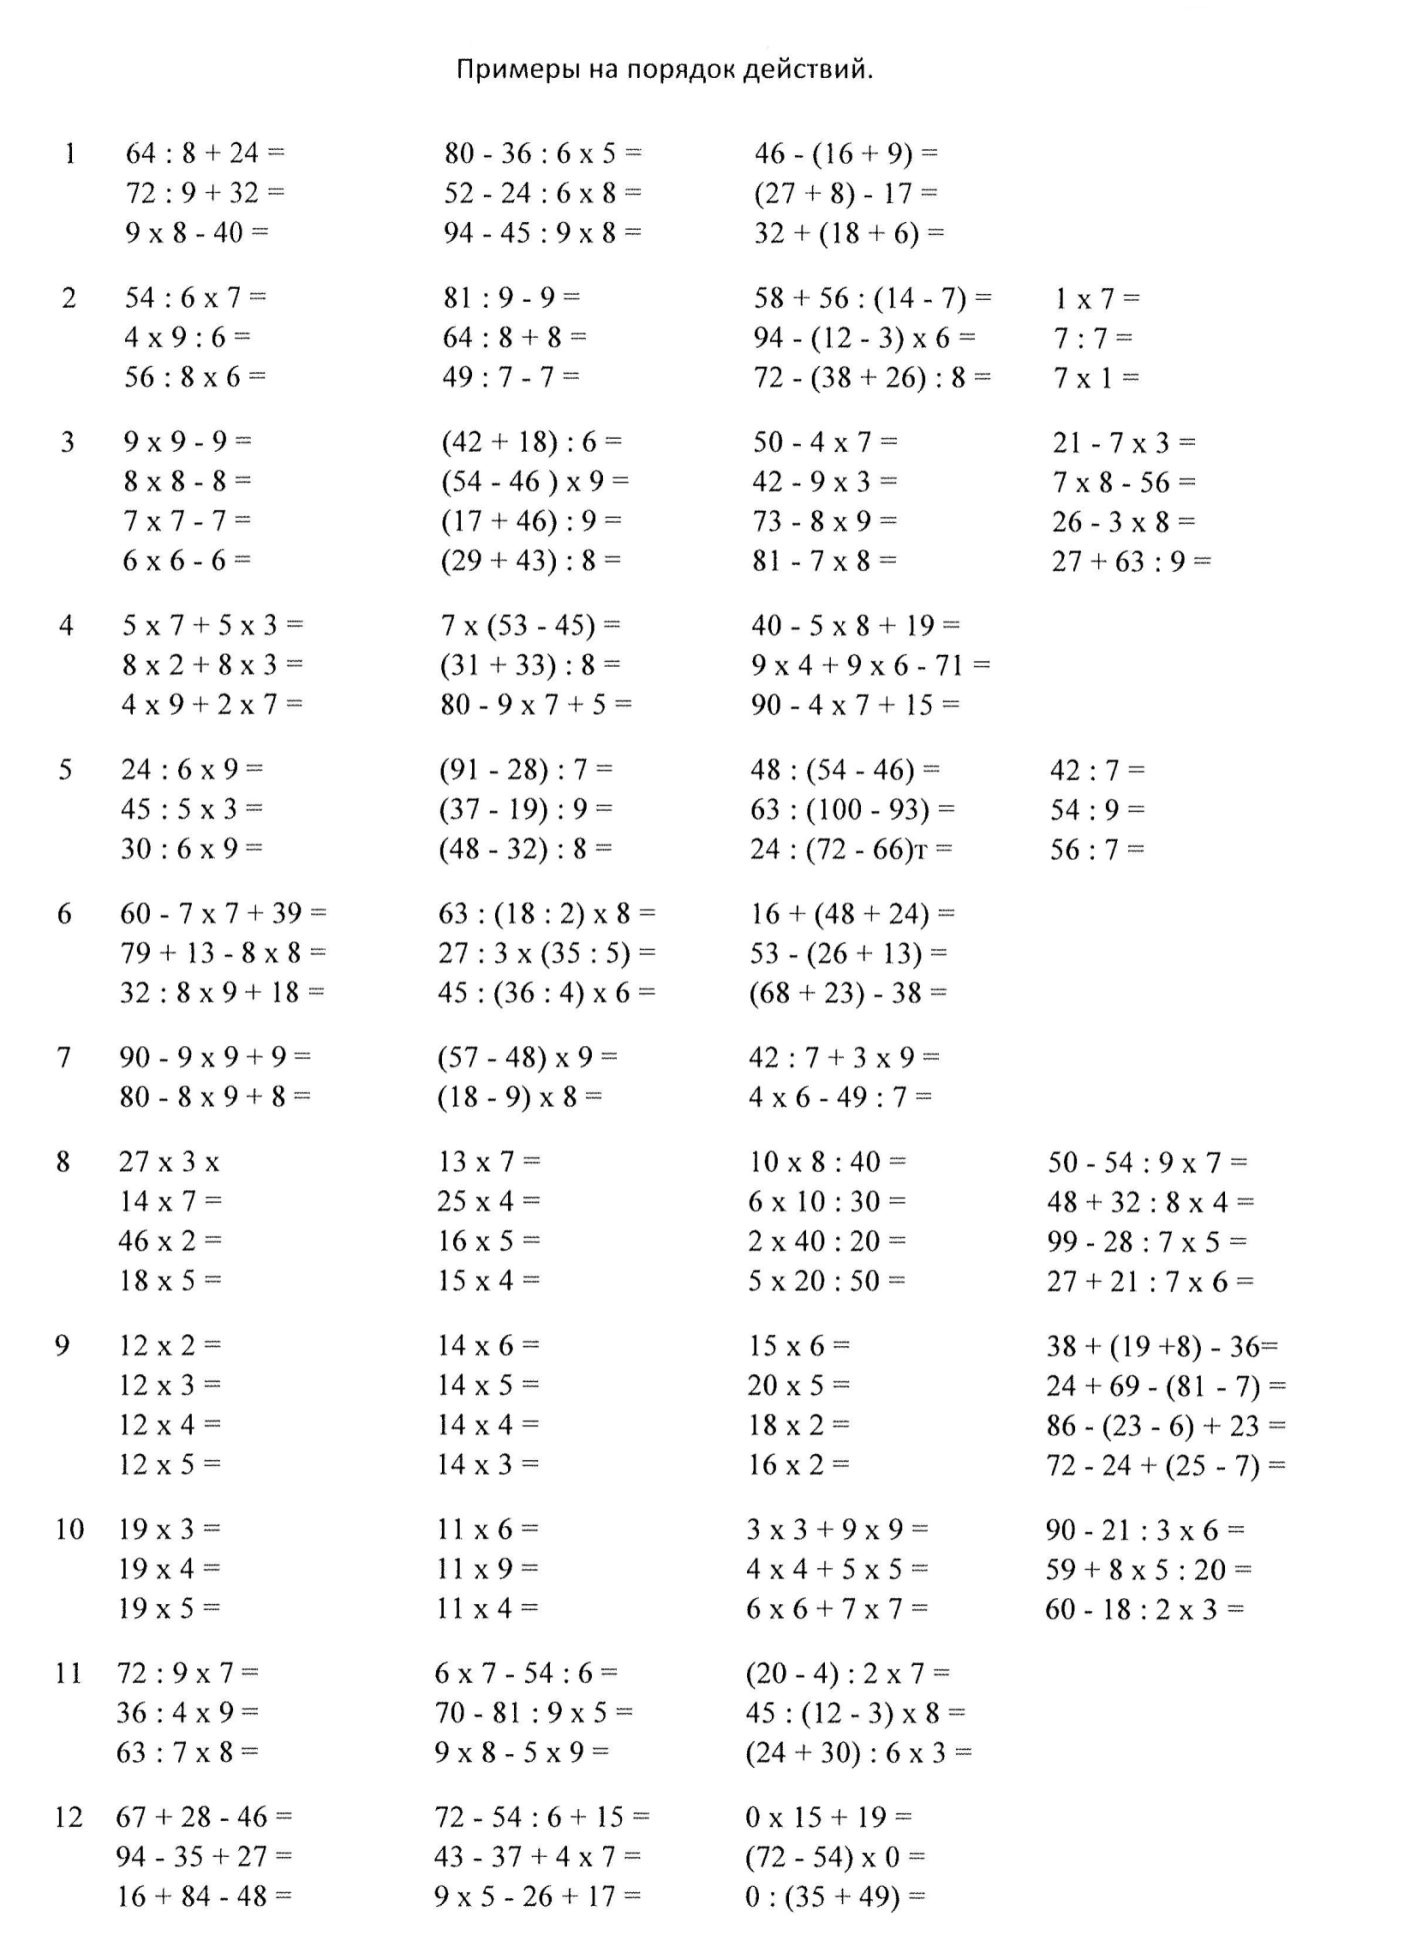 Примеры на порядок действий.
1 64 : 8 + 24 = 80 - 36 : 6 x 5 = 46 - (16 + 9) =
72 : 9 + 32 = 52 - 24 : 6 x 8 = (27 + 8) - 17 =
9 x 8 - 40 = 94 - 45 : 9 x 8 = 32 + (18 + 6) =
2 54 : 6 x 7 = 81 : 9 - 9 = 58 + 56 : (14 - 7) = 1 x 7 =
4 x 9 : 6 = 64 : 8 + 8 = 94 - (12 - 3) x 6 = 7 : 7 =
56 : 8 x 6 = 49 : 7 - 7 = 72 - (38 + 26) : 8 = 7 x 1 =
3 9 x 9 - 9 = (42 + 18) : 6 = 50 - 4 x 7 = 21 - 7 x 3 =
8 x 8 - 8 = (54 - 46 ) x 9 = 42 - 9 x 3 = 7 x 8 - 56 =
7 x 7 - 7 = (17 + 46) : 9 = 73 - 8 x 9 = 26 - 3 x 8 =
6 x 6 - 6 = (29 + 43) : 8 = 81 - 7 x 8 = 27 + 63 : 9 =
4 5 x 7 + 5 x 3 = 7 x (53 - 45) = 40 - 5 x 8 + 19 =
8 x 2 + 8 x 3 = (31 + 33) : 8 = 9 x 4 + 9 x 6 - 71 =
4 x 9 + 2 x 7 = 80 - 9 x 7 + 5 = 90 - 4 x 7 + 15 =
5 24 : 6 x 9 = (91 - 28) : 7 = 48 : (54 - 46) = 42 : 7 =
45 : 5 x 3 = (37 - 19) : 9 = 63 : (100 - 93) = 54 : 9 =
30 : 6 x 9 = (48 - 32) : 8 = 24 : (72 - 66)т = 56 : 7 =
6 60 - 7 x 7 + 39 = 63 : (18 : 2) x 8 = 16 + (48 + 24) =
79 + 13 - 8 x 8 = 27 : 3 x (35 : 5) = 53 - (26 + 13) =
32 : 8 x 9 + 18 = 45 : (36 : 4) x 6 = (68 + 23) - 38 =
7 90 - 9 x 9 + 9 = (57 - 48) x 9 = 42 : 7 + 3 x 9 =
80 - 8 x 9 + 8 = (18 - 9) x 8 = 4 x 6 - 49 : 7 =
8 27 x 3 x 13 x 7 = 10 x 8 : 40 = 50 - 54 : 9 x 7 =
14 x 7 = 25 x 4 = 6 x 10 : 30 = 48 + 32 : 8 x 4 =
46 x 2 = 16 x 5 = 2 x 40 : 20 = 99 - 28 : 7 x 5 =
18 x 5 = 15 x 4 = 5 x 20 : 50 = 27 + 21 : 7 x 6 =
9 12 x 2 = 14 x 6 = 15 x 6 = 38 + (19 +8) - 36=
12 x 3 = 14 x 5 = 20 x 5 = 24 + 69 - (81 - 7) =
12 x 4 = 14 x 4 = 18 x 2 = 86 - (23 - 6) + 23 =
12 x 5 = 14 x 3 = 16 x 2 = 72 - 24 + (25 - 7) =
10 19 x 3 = 11 x 6 = 3 x 3 + 9 x 9 = 90 - 21 : 3 x 6 =
19 x 4 = 11 x 9 = 4 x 4 + 5 x 5 = 59 + 8 x 5 : 20 =
19 x 5 = 11 x 4 = 6 x 6 + 7 x 7 = 60 - 18 : 2 x 3 =
11 72 : 9 x 7 = 6 x 7 - 54 : 6 = (20 - 4) : 2 x 7 =
36 : 4 x 9 = 70 - 81 : 9 x 5 = 45 : (12 - 3) x 8 =
63 : 7 x 8 = 9 x 8 - 5 x 9 = (24 + 30) : 6 x 3 =
12 67 + 28 - 46 = 72 - 54 : 6 + 15 = 0 x 15 + 19 =
94 - 35 + 27 = 43 - 37 + 4 x 7 = (72 - 54) x 0 =
16 + 84 - 48 = 9 x 5 - 26 + 17 = 0 : (35 + 49) =